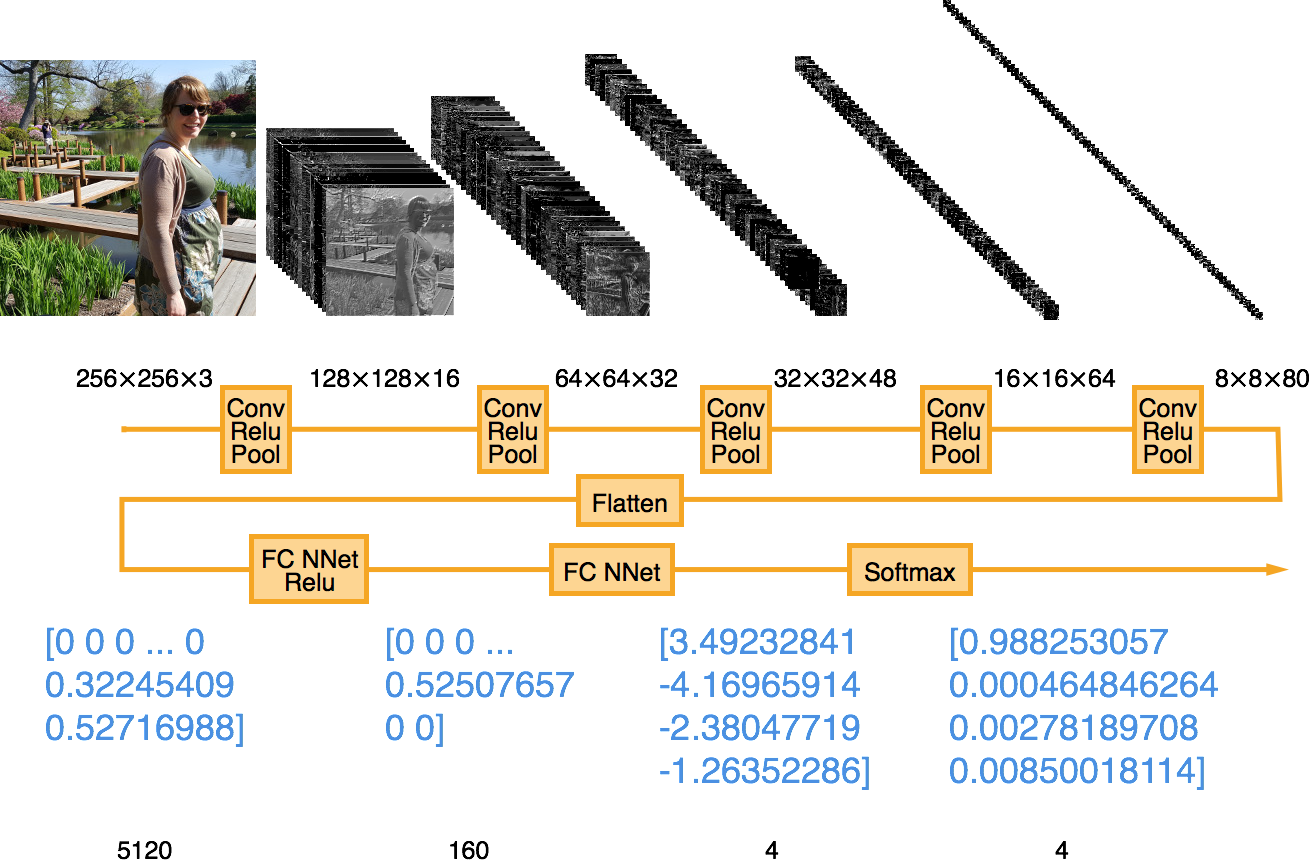 256×256×3
128×128×16
64×64×32
32×32×48
16×16×64
8×8×80
Conv
Relu
Pool
Conv
Relu
Pool
Conv
Relu
Pool
Conv
Relu
Pool
Conv
Relu
Pool
Flatten
FC NNet
Relu
FC NNet
Softmax
[0 0 0 ... 0
0.32245409
0.52716988]
[0 0 0 ...
0.52507657
0 0]
[3.49232841
-4.16965914
-2.38047719
-1.26352286]
[0.988253057
0.000464846264
0.00278189708
0.00850018114]
5120
160
4
4